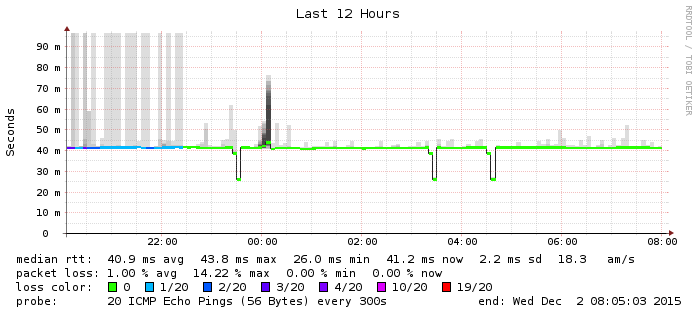 Last 12 Hours
RRDTOOL / TOBI OETIKER
Seconds
90 m
80 m
70 m
60 m
50 m
40 m
30 m
20 m
10 m
0
22:00 00:00 02:00 04:00 06:00 08:00
median rtt: 40.9 ms avg 43.8 ms max 26.0 ms min 41.2 ms now 2.2 ms sd 18.3 am/s
packet loss: 1.00 % avg 14.22 % max 0.00 % min 0.00 % now
loss color: 0 1/20 2/20 3/20 4/20 10/20 19/20
probe: 20 ICMP Echo Pings (56 Bytes) every 300s end: Wed Dec 2 08:05:03 2015